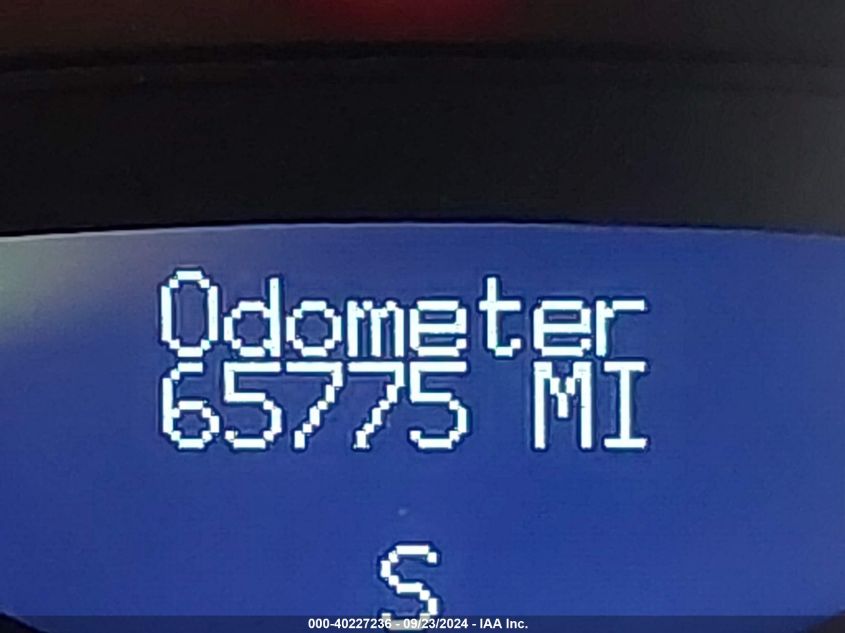 Odometer
65775 MI
S
000-40227236 - 09/23/2024 - IAA Inc.